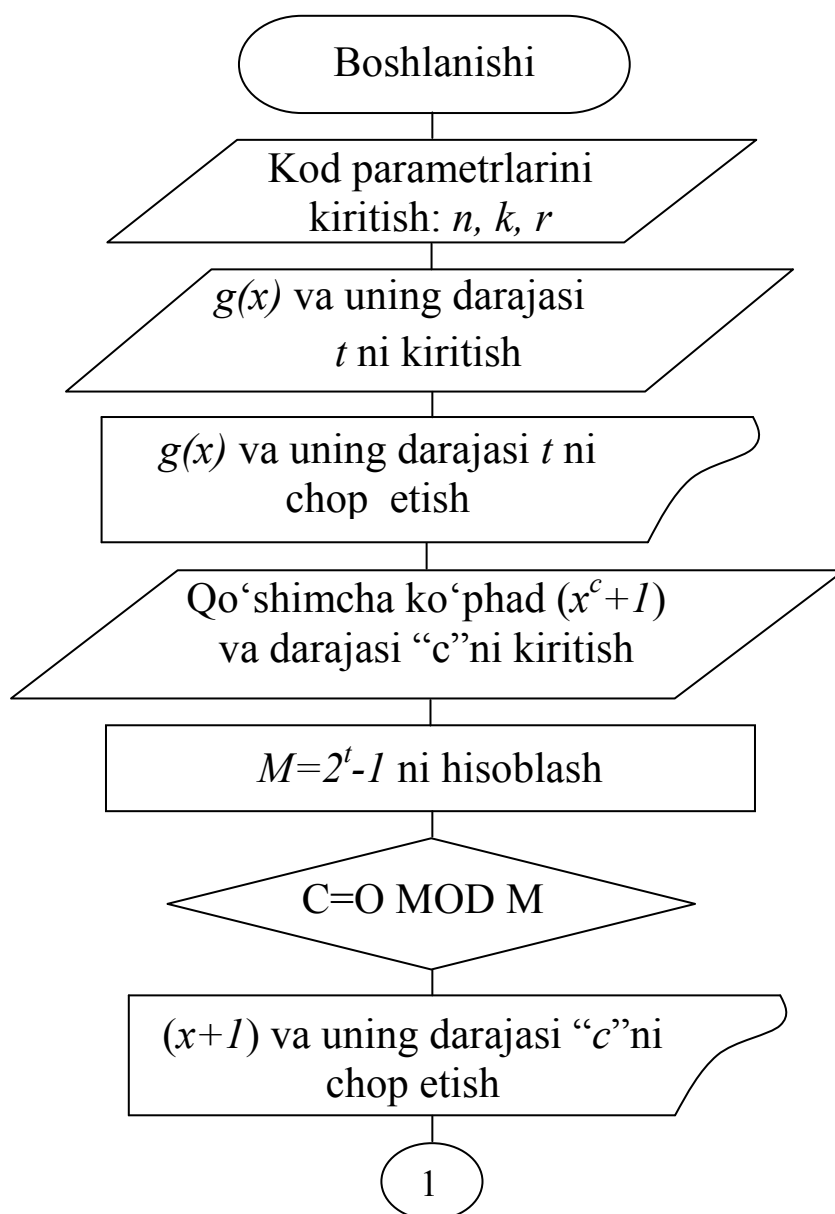 Boshlanishi
Kod parametrlarini
kiritish: n, k, r
g(x) va uning darajasi
t ni kiritish
g(x) va uning darajasi t ni
chop etish
Qo‘shimcha ko‘phad (x^c+1)
va darajasi “c”ni kiritish
M=2^t-1 ni hisoblash
C=O MOD M
(x+1) va uning darajasi “c”ni
chop etish
1